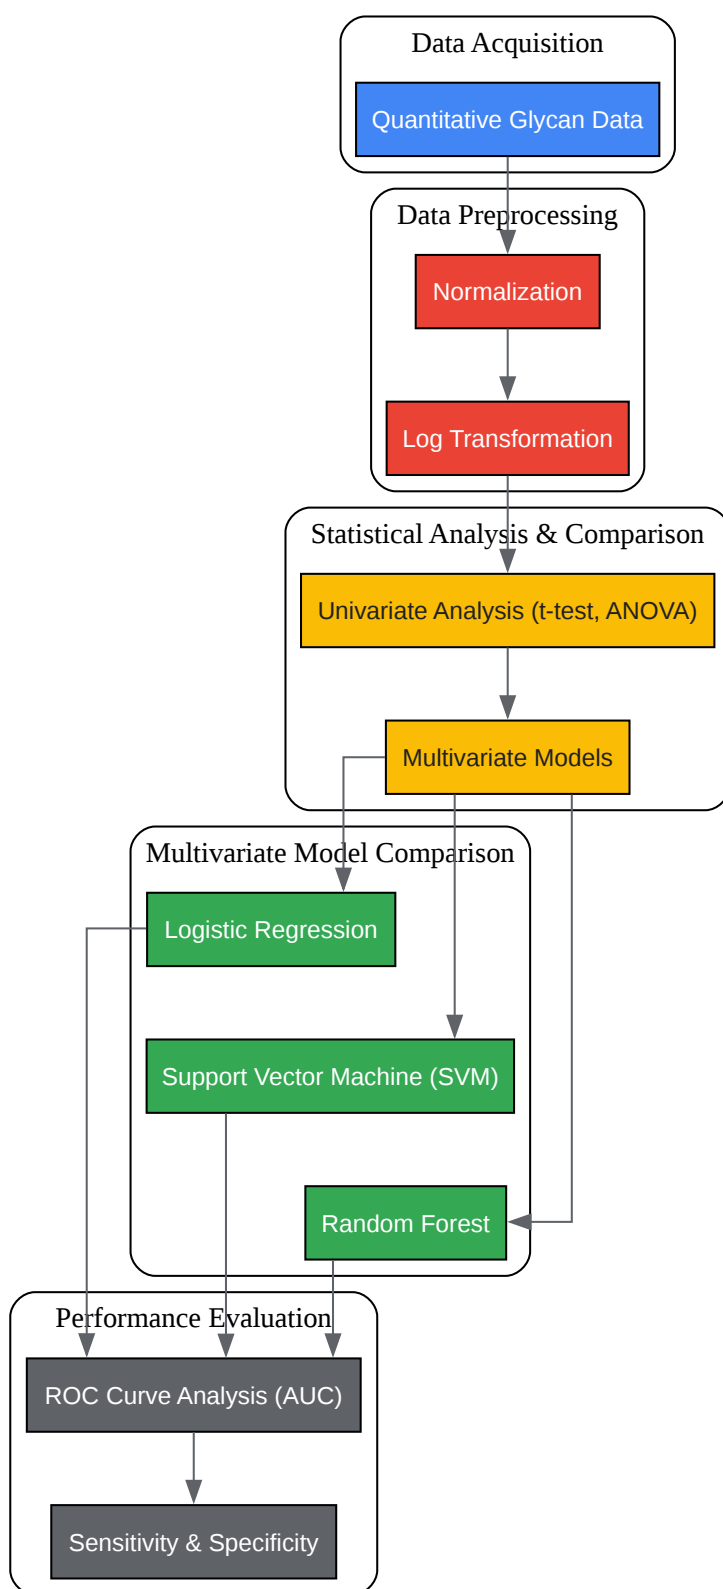 Data Acquisition
Quantitative Glycan Data
Data Preprocessing
Normalization
Log Transformation
Statistical Analysis & Comparison
Univariate Analysis (t-test, ANOVA)
Multivariate Models
Multivariate Model Comparison
Logistic Regression
Support Vector Machine (SVM)
Random Forest
Performance Evaluation
ROC Curve Analysis (AUC)
Sensitivity & Specificity